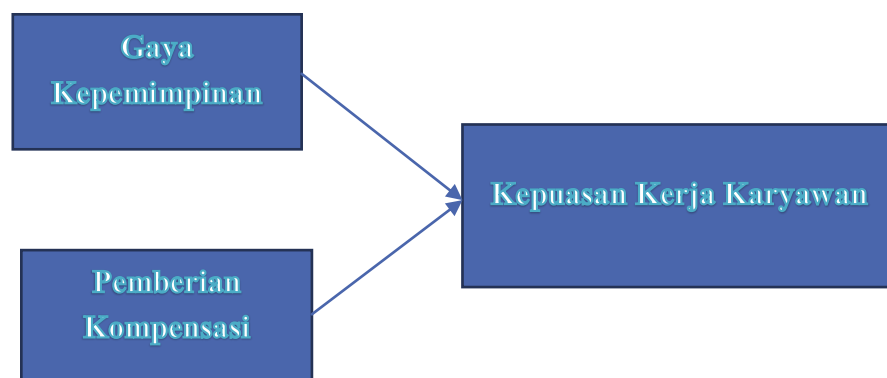 Gaya
Kepemimpinan
Kepuasan Kerja Karyawan
Pemberian
Kompensasi